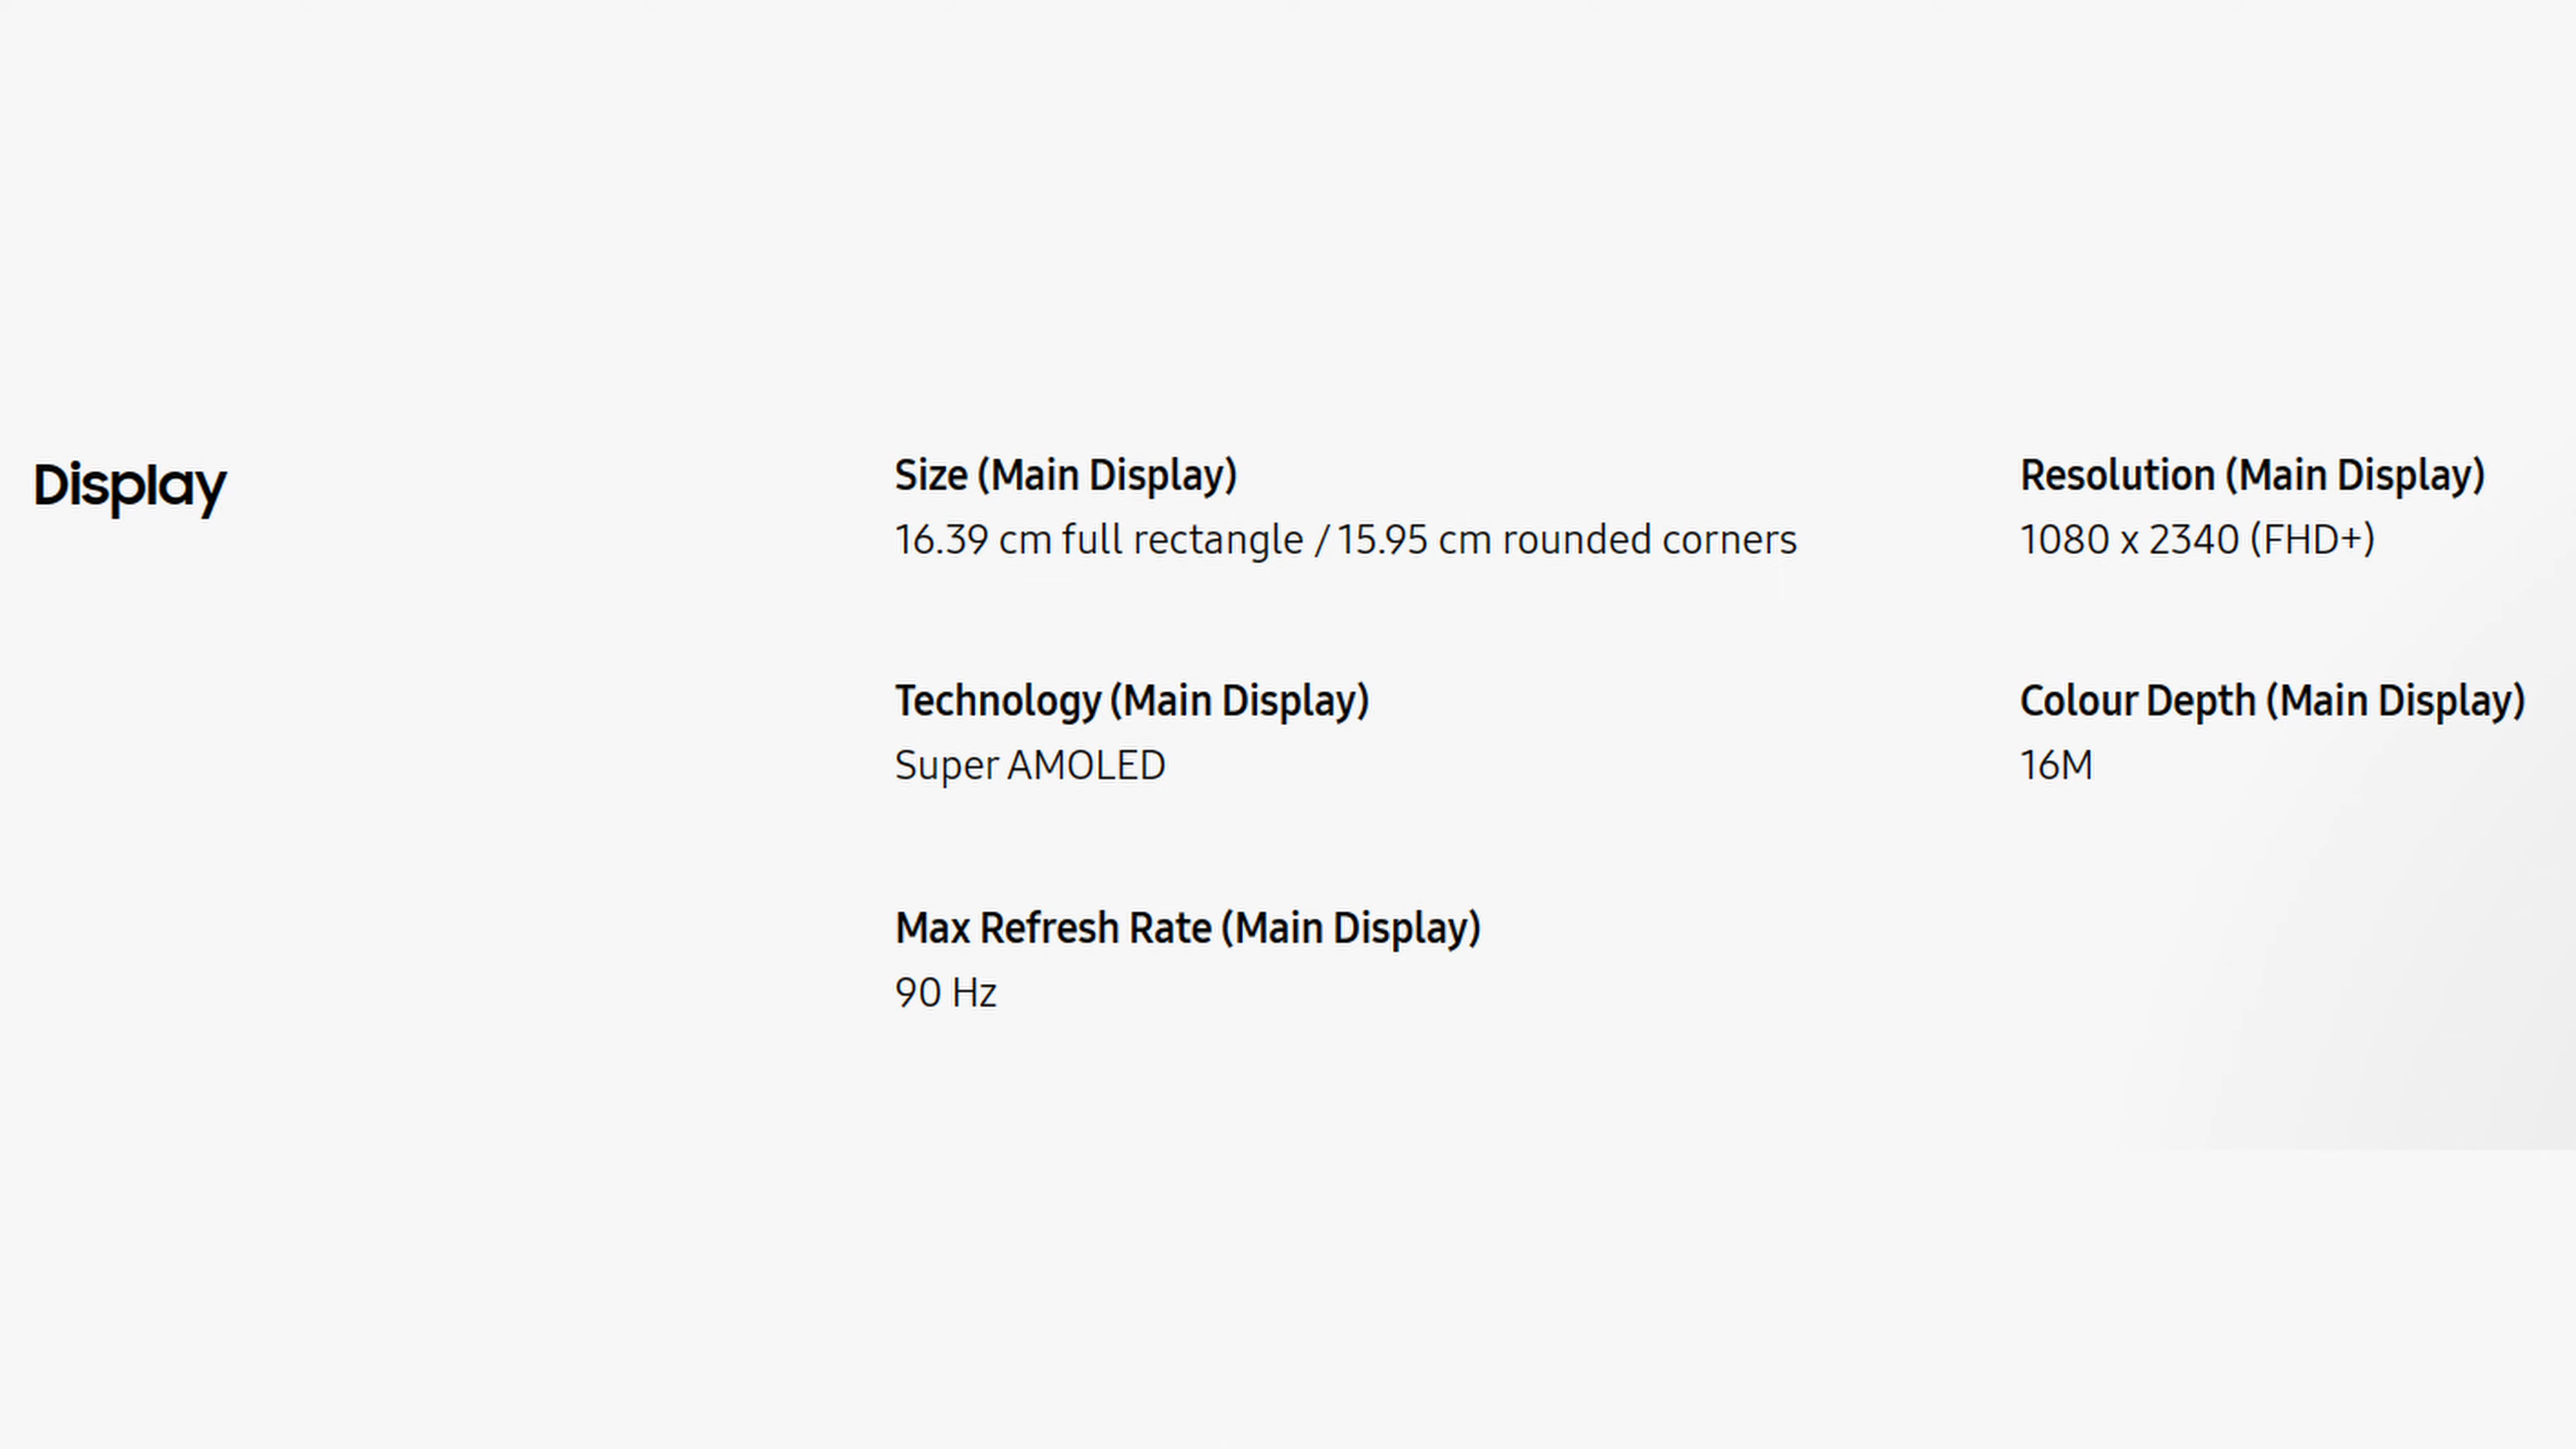 Display
Size (Main Display)
16.39 cm full rectangle / 15.95 cm rounded corners
Resolution (Main Display)
1080 x 2340 (FHD+)
Technology (Main Display)
Super AMOLED
Colour Depth (Main Display)
16M
Max Refresh Rate (Main Display)
90 Hz